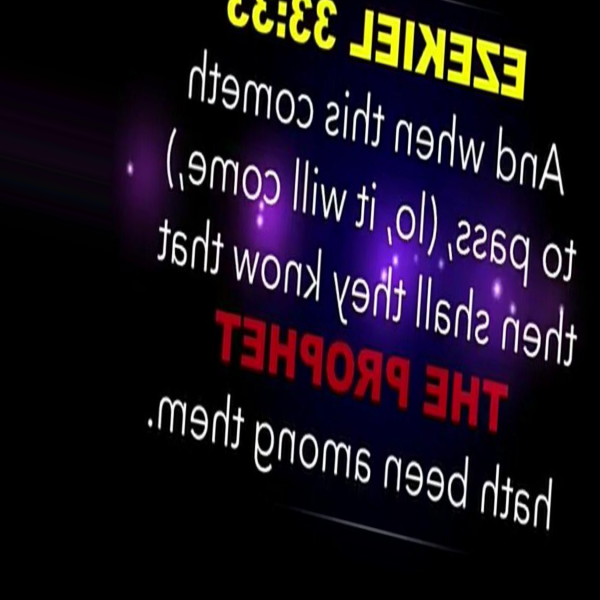 EZEKIEL 33:33
And when this cometh
to pass, (lo, it will come,)
then shall they know that
THE PROPHET
hath been among them.